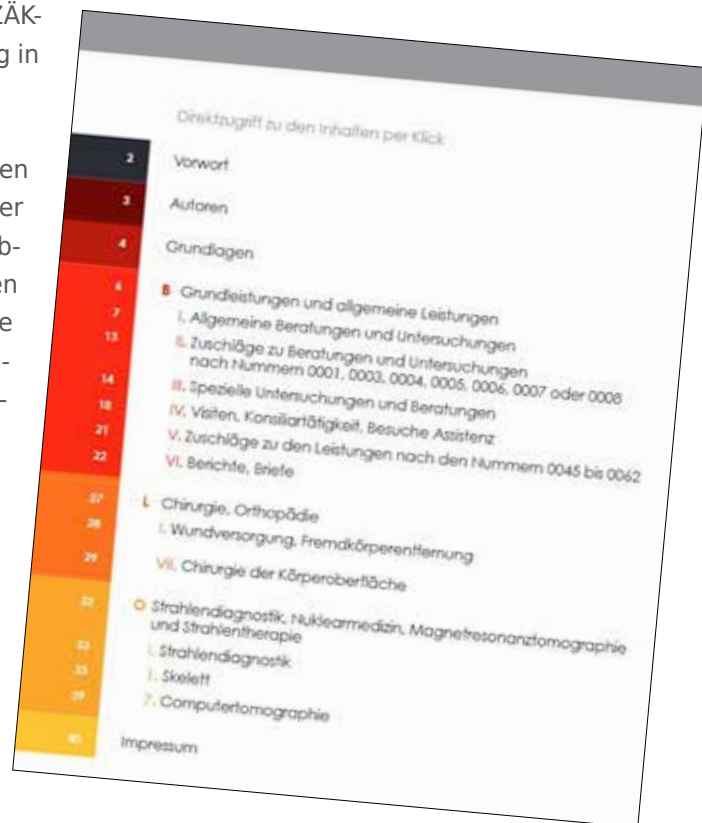 ZÄK-
g in
en
er
b-
en
e
-
-
Direktzugriff zu den Inhalten per Klick
2 Vorwort
3 Autoren
4 Grundlagen
6 B Grundleistungen und allgemeine Leistungen
7 I. Allgemeine Beratungen und Untersuchungen
13 II. Zuschläge zu Beratungen und Untersuchungen
nach Nummern 0001, 0003, 0004, 0005, 0006, 0007 oder 0008
14 III. Spezielle Untersuchungen und Beratungen
18 IV. Visiten, Konsiliartätigkeit, Besuche Assistenz
21 V. Zuschläge zu den Leistungen nach den Nummern 0045 bis 0062
22 VI. Berichte, Briefe
27 L Chirurgie, Orthopädie
28 I. Wundversorgung, Fremdkörperentfernung
29 VII. Chirurgie der Körperoberfläche
32 O Strahlendiagnostik, Nuklearmedizin, Magnetresonanztomographie
und Strahlentherapie
I. Strahlendiagnostik
1. Skelett
7. Computertomographie
40 Impressum